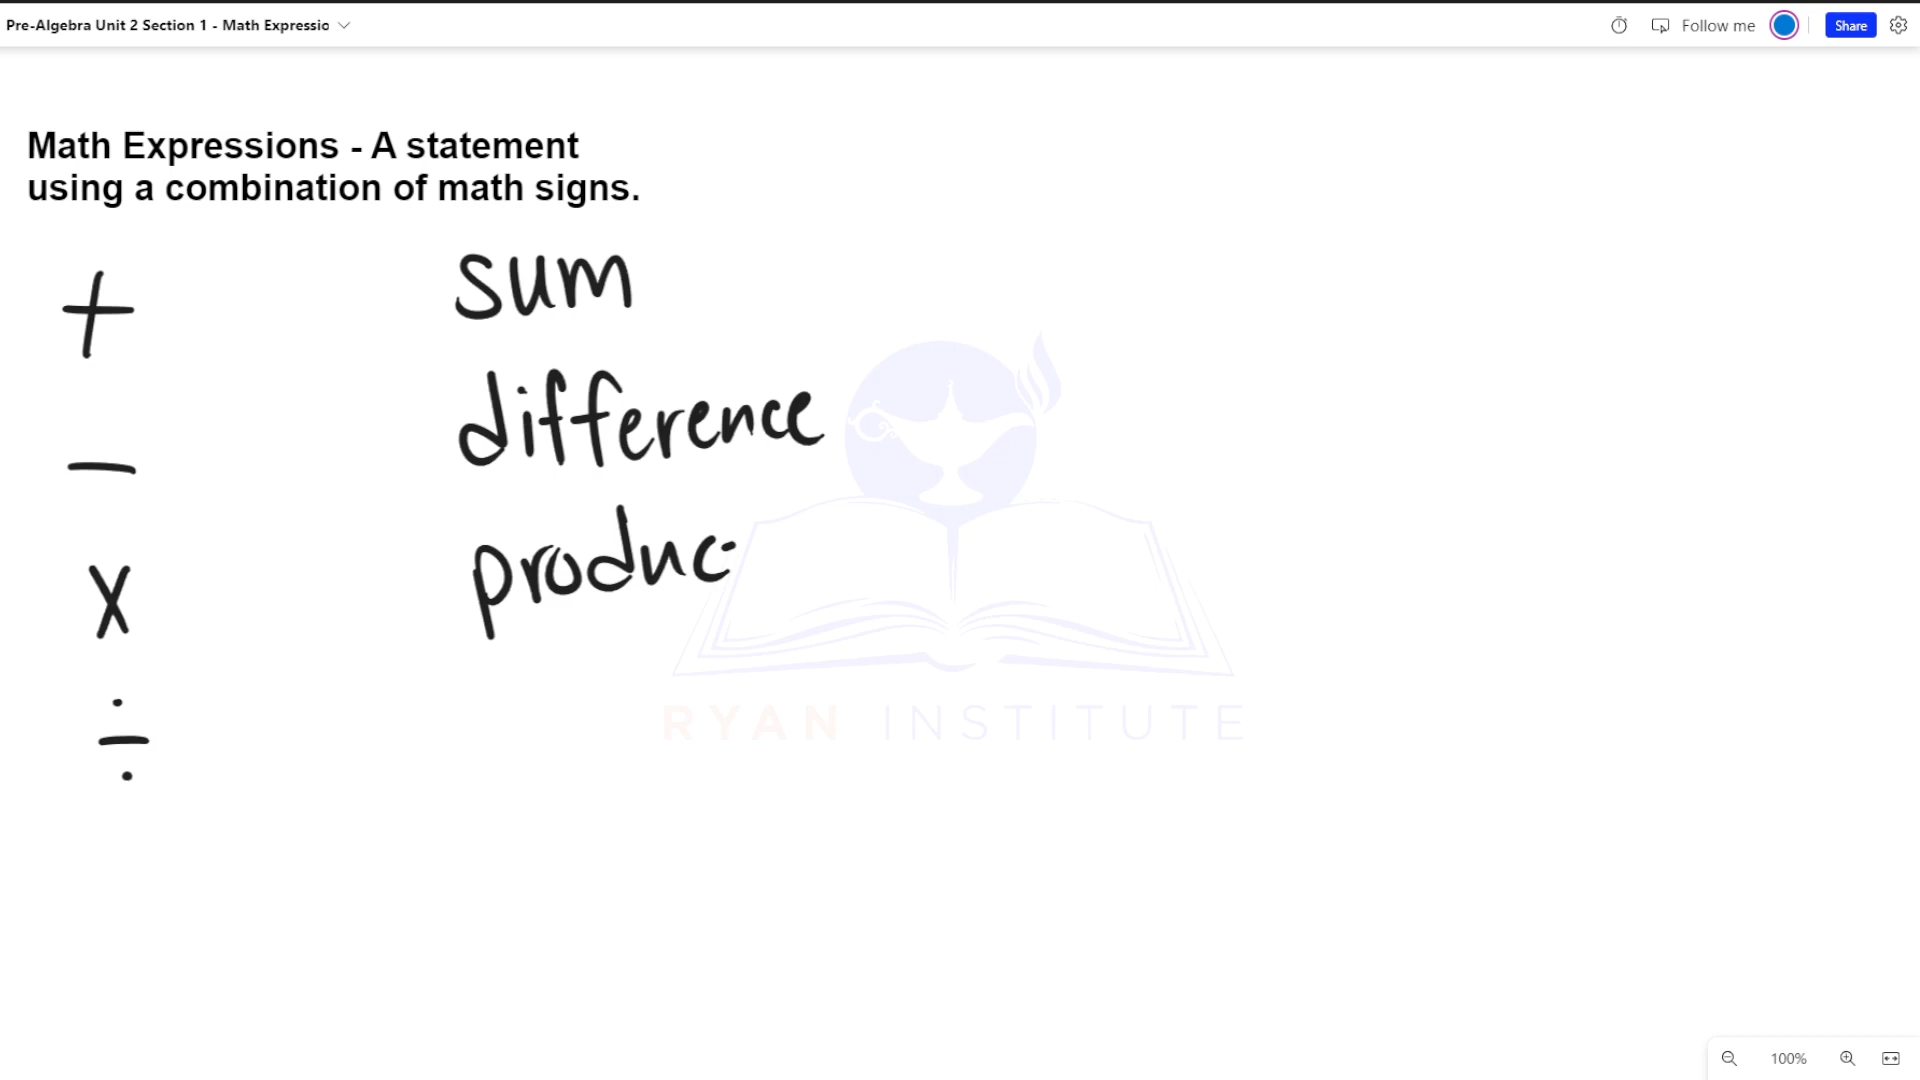 Pre-Algebra Unit 2 Section 1 - Math Expressio
Follow me
Share
Math Expressions - A statement
using a combination of math signs.
+ sum
− difference
x produc
÷
RYAN INSTITUTE
100%